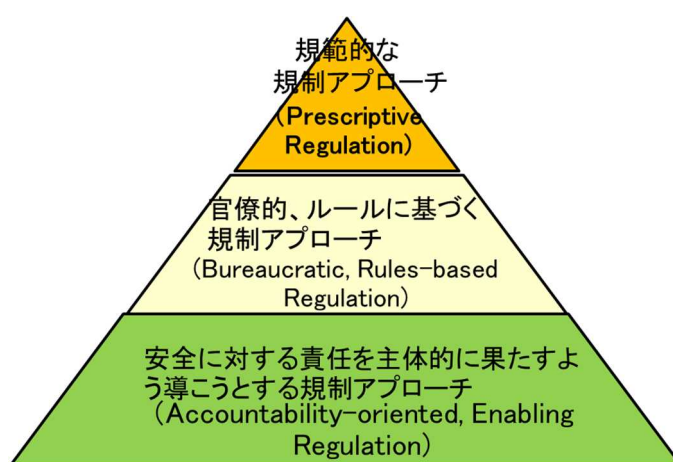 規範的な
規制アプローチ
（Prescriptive
Regulation）
官僚的、ルールに基づく
規制アプローチ
（Bureaucratic, Rules-based
Regulation）
安全に対する責任を主体的に果たすよ
う導こうとする規制アプローチ
（Accountability-oriented, Enabling
Regulation）